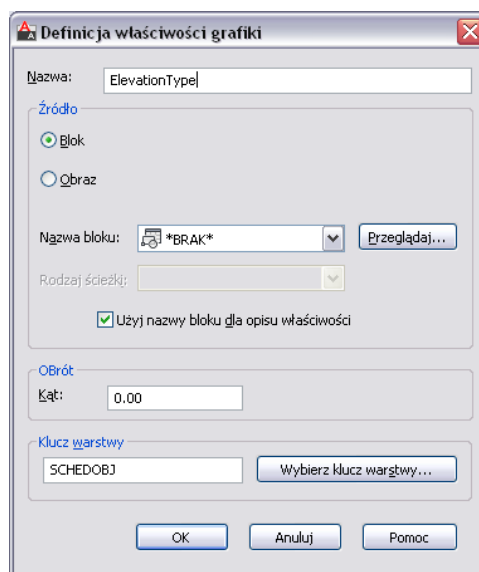 Definicja właściwości grafiki
Nazwa: ElevationType
Źródło
Blok
Obraz
Nazwa bloku: *BRAK* Przeglądaj...
Rodzaj ścieżki:
Użyj nazwy bloku dla opisu właściwości
OBrót
Kąt: 0.00
Klucz warstwy
SCHEDOBJ Wybierz klucz warstwy...
OK Anuluj Pomoc